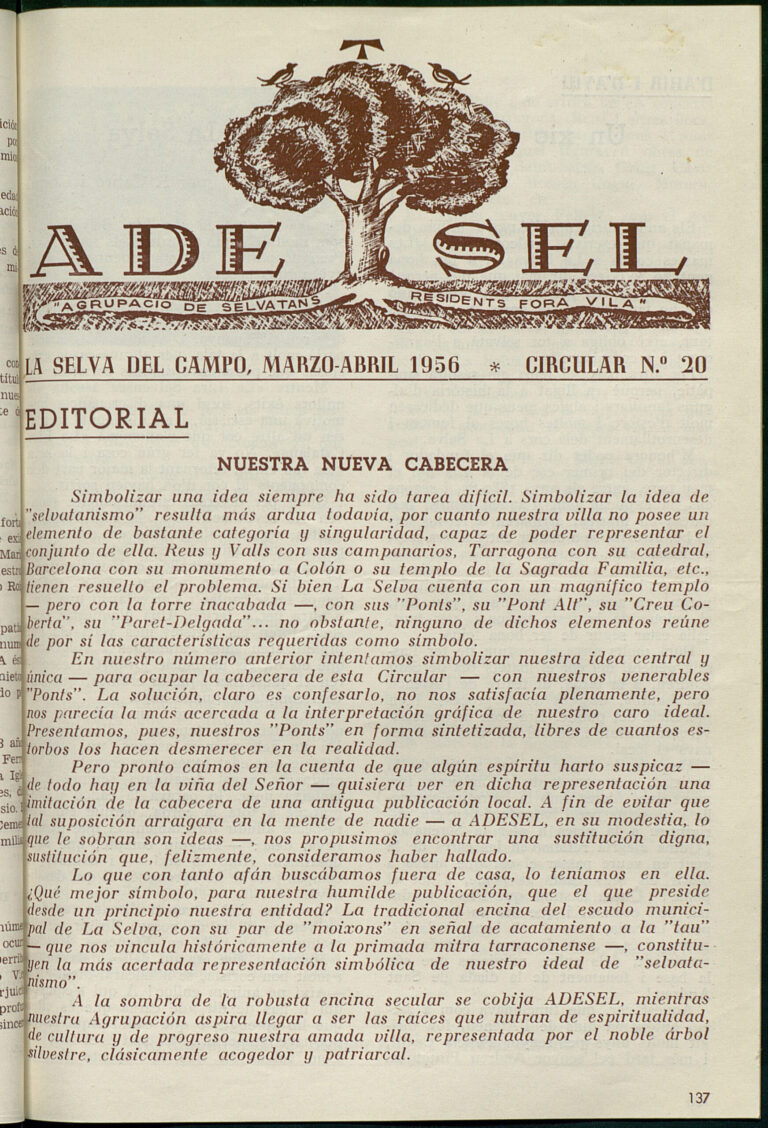 T
ADE SEL
"AGRUPACIO DE SELVATANS RESIDENTS FORA VILA"
LA SELVA DEL CAMPO, MARZO-ABRIL 1956 * CIRCULAR N.º 20
EDITORIAL
NUESTRA NUEVA CABECERA
Simbolizar una idea siempre ha sido tarea difícil. Simbolizar la idea de
"selvatanismo" resulta más ardua todavía, por cuanto nuestra villa no posee un
elemento de bastante categoría y singularidad, capaz de poder representar el
conjunto de ella. Reus y Valls con sus campanarios, Tarragona con su catedral,
Barcelona con su monumento a Colón o su templo de la Sagrada Familia, etc.,
tienen resuelto el problema. Si bien La Selva cuenta con un magnífico templo
— pero con la torre inacabada —, con sus "Ponts", su "Pont Alt", su "Creu Co-
berta", su "Paret-Delgada"... no obstante, ninguno de dichos elementos reúne
de por sí las características requeridas como símbolo.
En nuestro número anterior intentamos simbolizar nuestra idea central y
única — para ocupar la cabecera de esta Circular — con nuestros venerables
"Ponts". La solución, claro es confesarlo, no nos satisfacía plenamente, pero
nos parecía la más acercada a la interpretación gráfica de nuestro caro ideal.
Presentamos, pues, nuestros "Ponts" en forma sintetizada, libres de cuantos es-
torbos los hacen desmerecer en la realidad.
Pero pronto caímos en la cuenta de que algún espíritu harto suspicaz —
de todo hay en la viña del Señor — quisiera ver en dicha representación una
imitación de la cabecera de una antigua publicación local. A fin de evitar que
tal suposición arraigara en la mente de nadie — a ADESEL, en su modestia, lo
que le sobran son ideas —, nos propusimos encontrar una sustitución digna,
sustitución que, felizmente, consideramos haber hallado.
Lo que con tanto afán buscábamos fuera de casa, lo teníamos en ella.
¿Qué mejor símbolo, para nuestra humilde publicación, que el que preside
desde un principio nuestra entidad? La tradicional encina del escudo munici-
pal de La Selva, con su par de "moixons" en señal de acatamiento a la "tau"
— que nos vincula históricamente a la primada mitra tarraconense —, constitu-
yen la más acertada representación simbólica de nuestro ideal de "selvata-
nismo".
A la sombra de la robusta encina secular se cobija ADESEL, mientras
nuestra Agrupación aspira llegar a ser las raíces que nutran de espiritualidad,
de cultura y de progreso nuestra amada villa, representada por el noble árbol
silvestre, clásicamente acogedor y patriarcal.
137